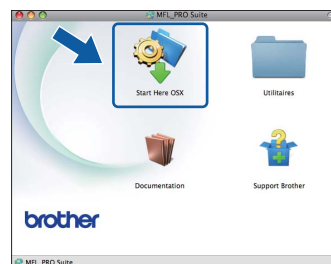 MFL_PRO Suite
Start Here OSX
Utilitaires
Documentation
Support Brother
brother
MFL_PRO Suite